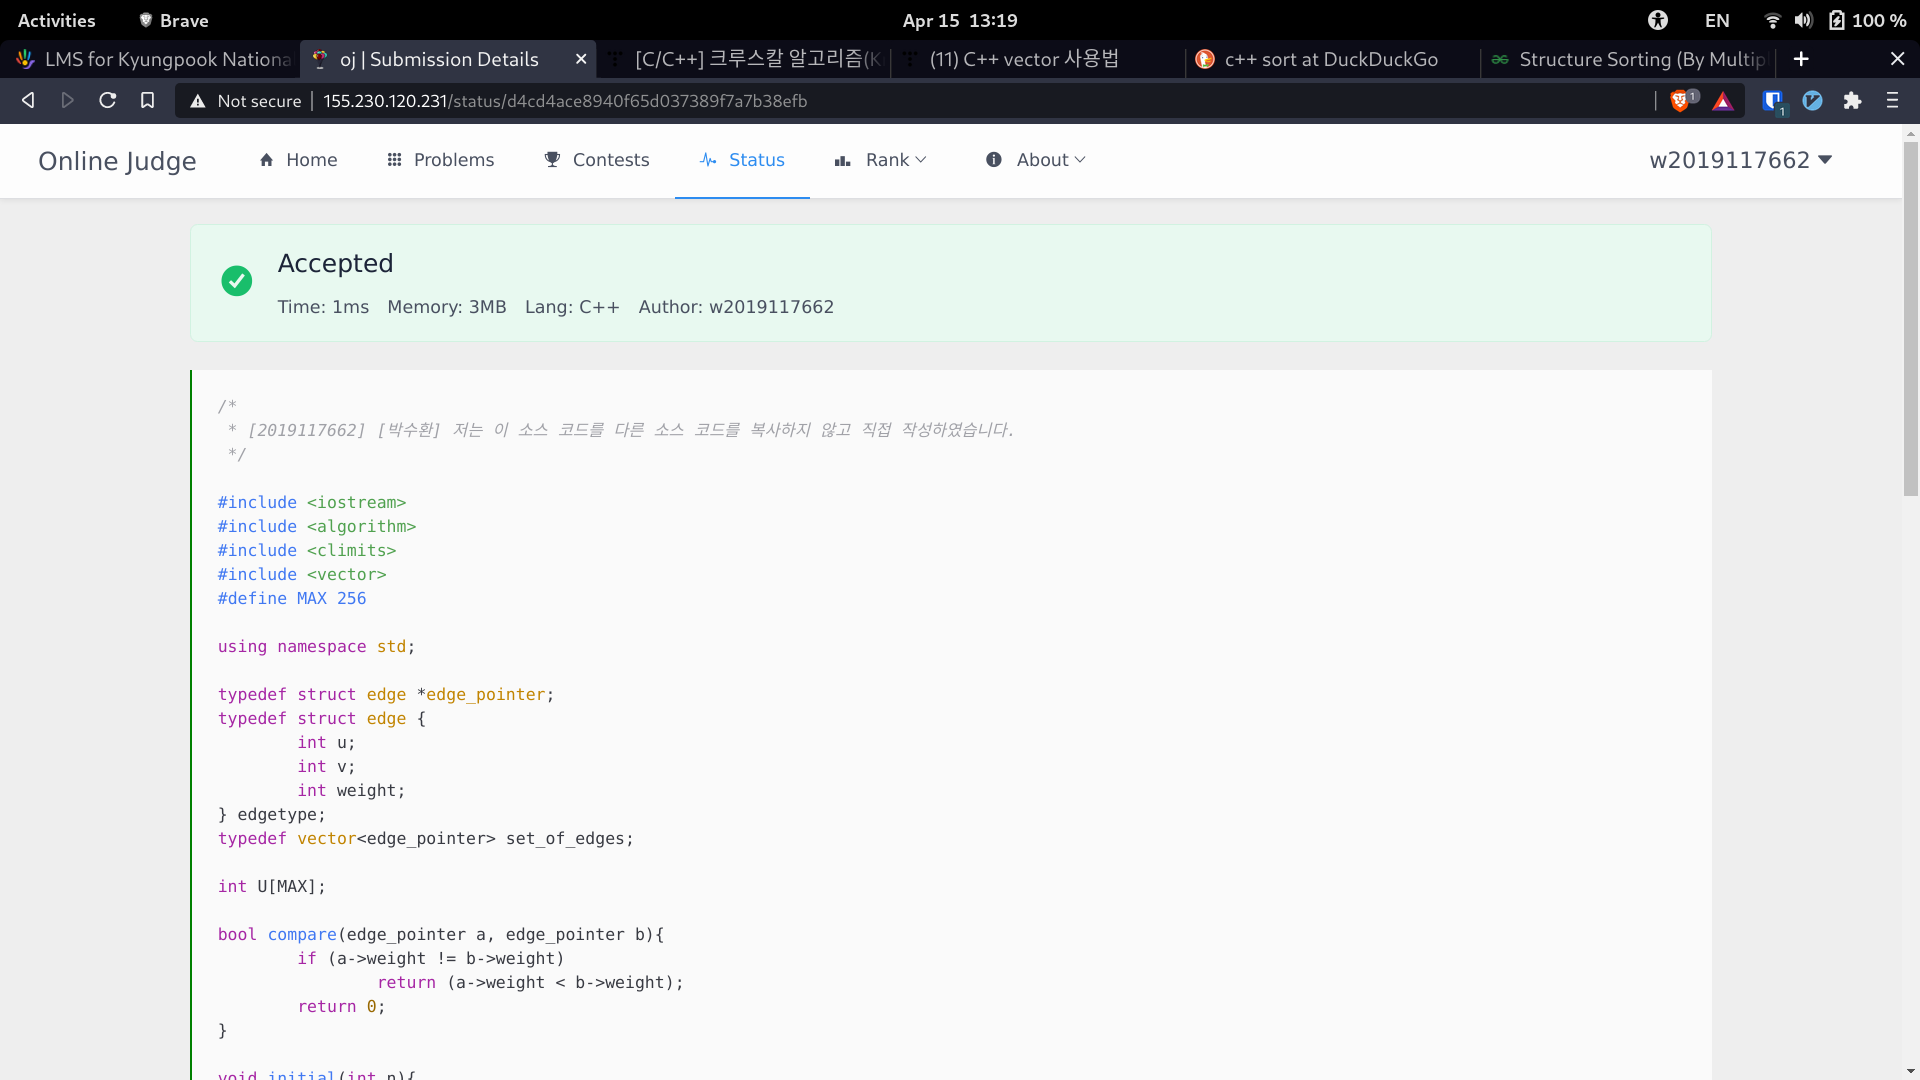 Activities Brave Apr 15 13:19 EN 100 %
LMS for Kyungpook Nationa oj | Submission Details [C/C++] 크루스칼 알고리즘(K (11) C++ vector 사용법 c++ sort at DuckDuckGo Structure Sorting (By Multip
Not secure 155.230.120.231/status/d4cd4ace8940f65d037389f7a7b38efb 1 1
Online Judge Home Problems Contests Status Rank About w2019117662
Accepted
Time: 1ms Memory: 3MB Lang: C++ Author: w2019117662
/*
* [2019117662] [박수환] 저는 이 소스 코드를 다른 소스 코드를 복사하지 않고 직접 작성하였습니다.
*/
#include <iostream>
#include <algorithm>
#include <climits>
#include <vector>
#define MAX 256
using namespace std;
typedef struct edge *edge_pointer;
typedef struct edge {
int u;
int v;
int weight;
} edgetype;
typedef vector<edge_pointer> set_of_edges;
int U[MAX];
bool compare(edge_pointer a, edge_pointer b){
if (a->weight != b->weight)
return (a->weight < b->weight);
return 0;
}
void initial(int n){